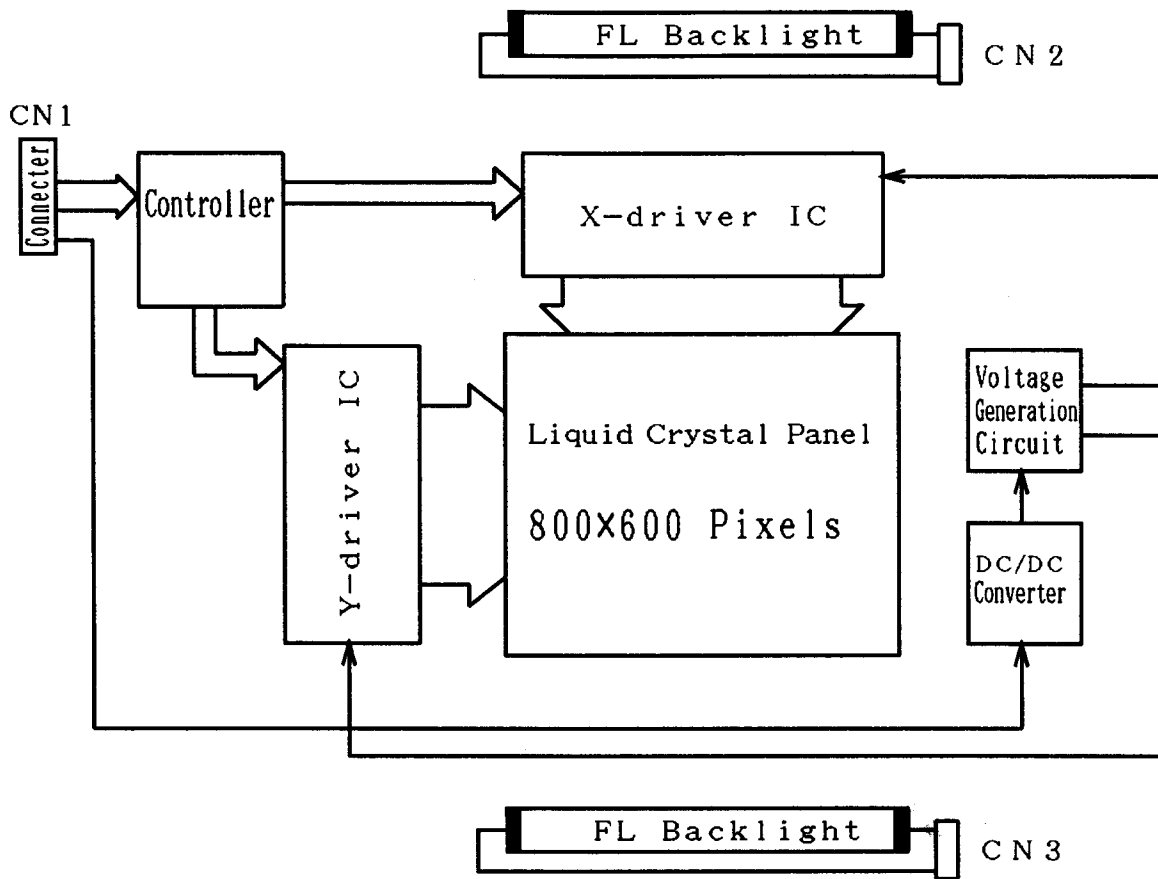 FL Backlight
CN2
CN1
Connecter
Controller
X-driver IC
Y-driver IC
Liquid Crystal Panel
800×600 Pixels
Voltage
Generation
Circuit
DC/DC
Converter
FL Backlight
CN3